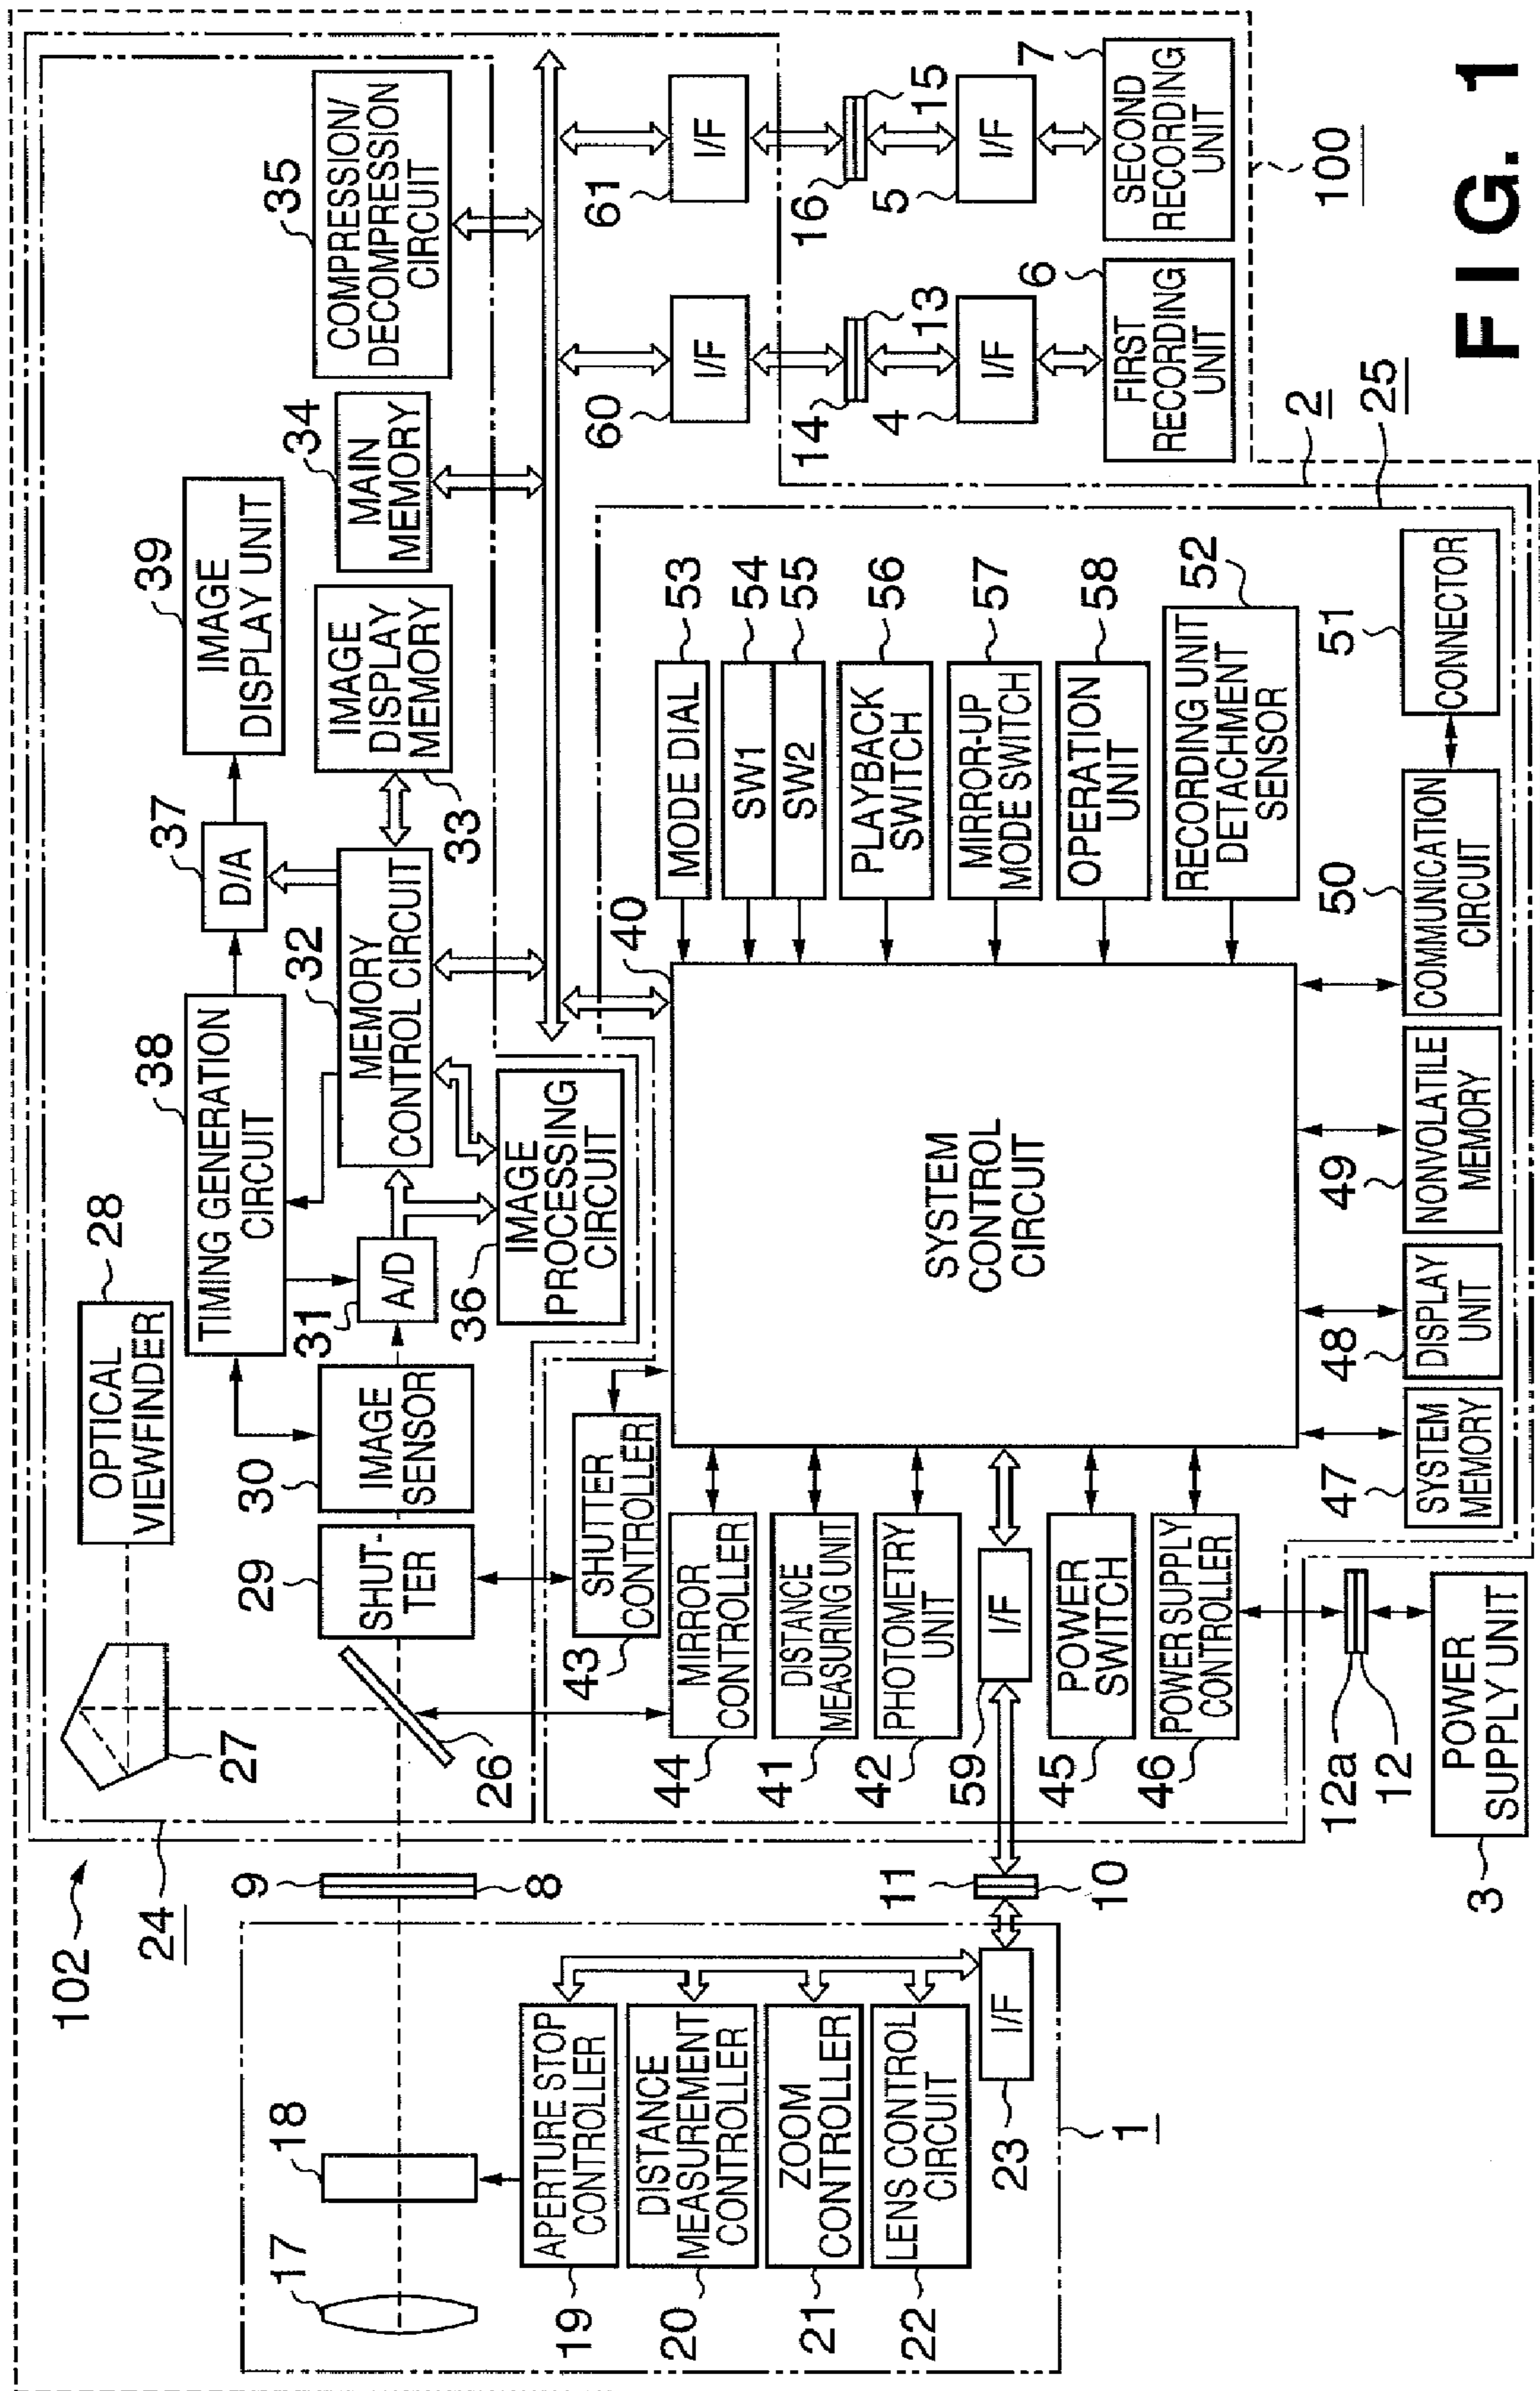 FIG. 1
102
24
28
OPTICAL
VIEWFINDER
27
38
TIMING GENERATION
CIRCUIT
37
D/A
39
IMAGE
DISPLAY UNIT
35
COMPRESSION/
DECOMPRESSION
CIRCUIT
34
MAIN
MEMORY
33
IMAGE
DISPLAY
MEMORY
32
MEMORY
CONTROL CIRCUIT
31
A/D
30
IMAGE
SENSOR
29
SHUT-
TER
26
9
8
18
17
36
IMAGE
PROCESSING
CIRCUIT
19
APERTURE STOP
CONTROLLER
20
DISTANCE
MEASUREMENT
CONTROLLER
21
ZOOM
CONTROLLER
22
LENS CONTROL
CIRCUIT
23
I/F
1
11
10
43
SHUTTER
CONTROLLER
44
MIRROR
CONTROLLER
41
DISTANCE
MEASURING UNIT
42
PHOTOMETRY
UNIT
59
I/F
45
POWER
SWITCH
46
POWER SUPPLY
CONTROLLER
40
SYSTEM
CONTROL
CIRCUIT
53
MODE DIAL
54
SW1
55
SW2
56
PLAYBACK
SWITCH
57
MIRROR-UP
MODE SWITCH
58
OPERATION
UNIT
52
RECORDING UNIT
DETACHMENT
SENSOR
60
I/F
61
I/F
14
13
16
15
4
I/F
5
I/F
6
FIRST
RECORDING
UNIT
7
SECOND
RECORDING
UNIT
100
2
25
12a
12
3
POWER
SUPPLY UNIT
47
SYSTEM
MEMORY
48
DISPLAY
UNIT
49
NONVOLATILE
MEMORY
50
COMMUNICATION
CIRCUIT
51
CONNECTOR